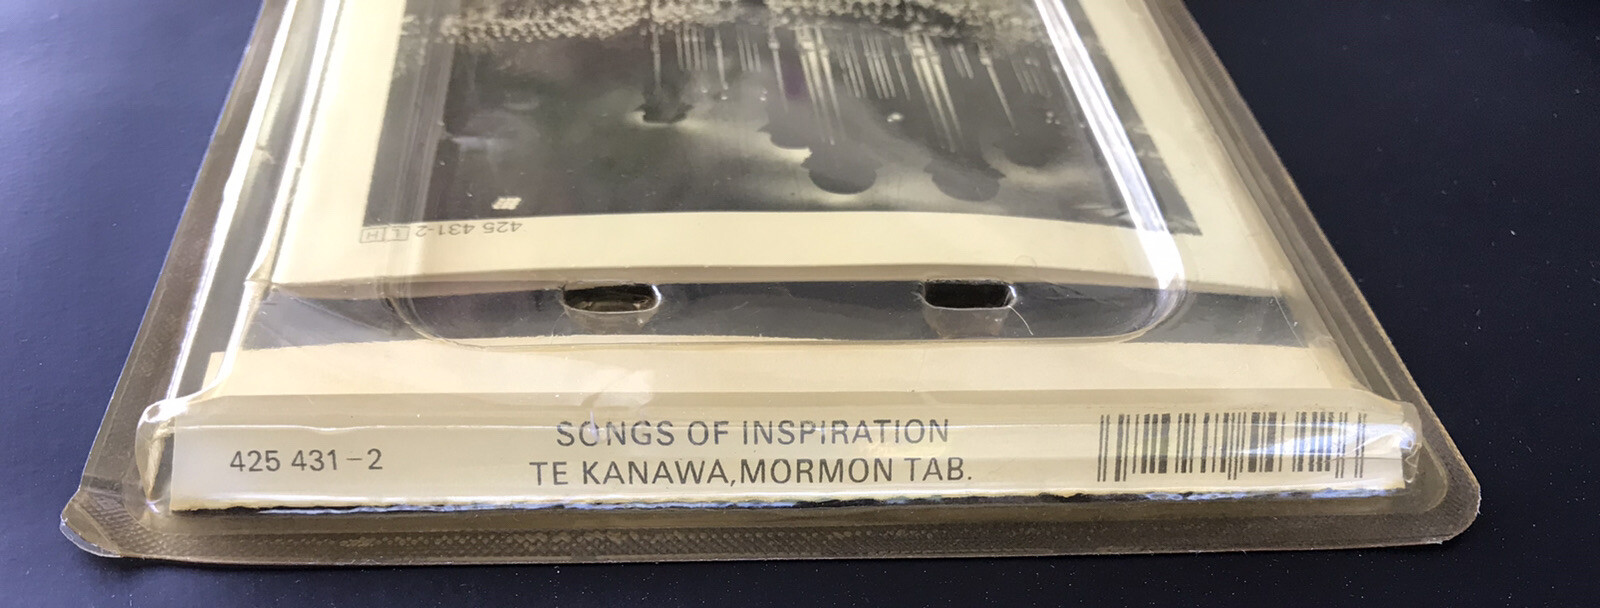 425 431-2 L H
425 431-2
SONGS OF INSPIRATION
TE KANAWA, MORMON TAB.